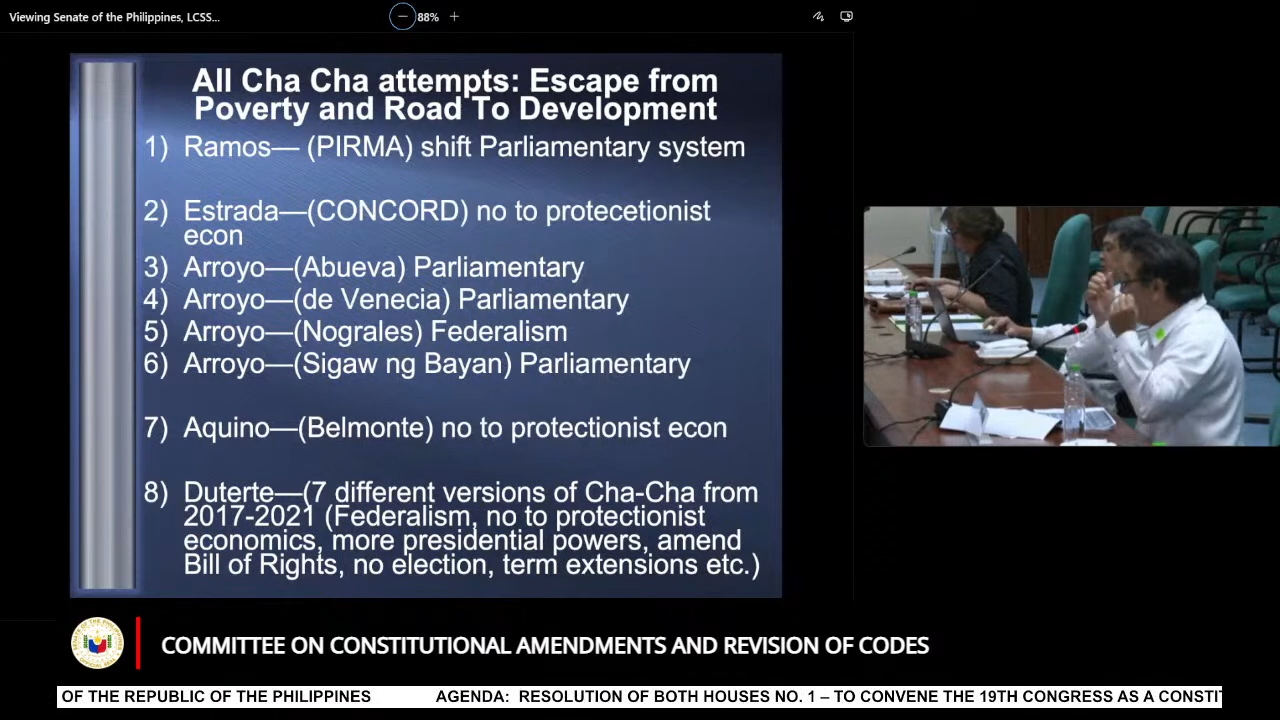 Viewing Senate of the Philippines, LCSS...
88%
All Cha Cha attempts: Escape from
Poverty and Road To Development
1) Ramos— (PIRMA) shift Parliamentary system
2) Estrada—(CONCORD) no to protecetionist
econ
3) Arroyo—(Abueva) Parliamentary
4) Arroyo—(de Venecia) Parliamentary
5) Arroyo—(Nograles) Federalism
6) Arroyo—(Sigaw ng Bayan) Parliamentary
7) Aquino—(Belmonte) no to protectionist econ
8) Duterte—(7 different versions of Cha-Cha from
2017-2021 (Federalism, no to protectionist
economics, more presidential powers, amend
Bill of Rights, no election, term extensions etc.)
COMMITTEE ON CONSTITUTIONAL AMENDMENTS AND REVISION OF CODES
OF THE REPUBLIC OF THE PHILIPPINES AGENDA: RESOLUTION OF BOTH HOUSES NO. 1 – TO CONVENE THE 19TH CONGRESS AS A CONSTIT